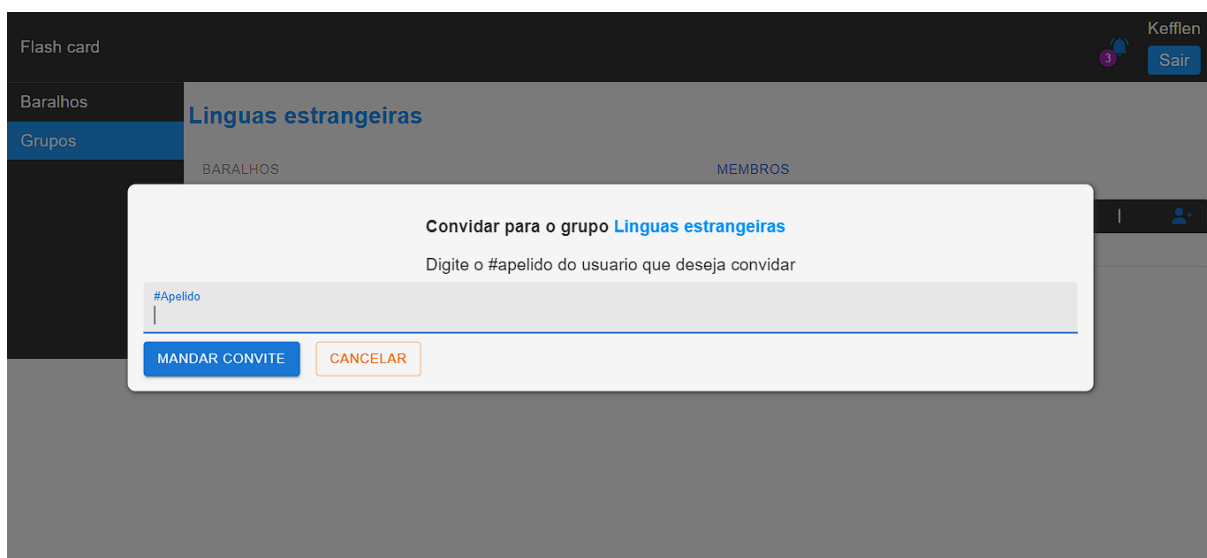 Kefflen
Flash card
3
Sair
Baralhos
Linguas estrangeiras
Grupos
BARALHOS
MEMBROS
Convidar para o grupo Linguas estrangeiras
Digite o #apelido do usuario que deseja convidar
#Apelido
MANDAR CONVITE
CANCELAR